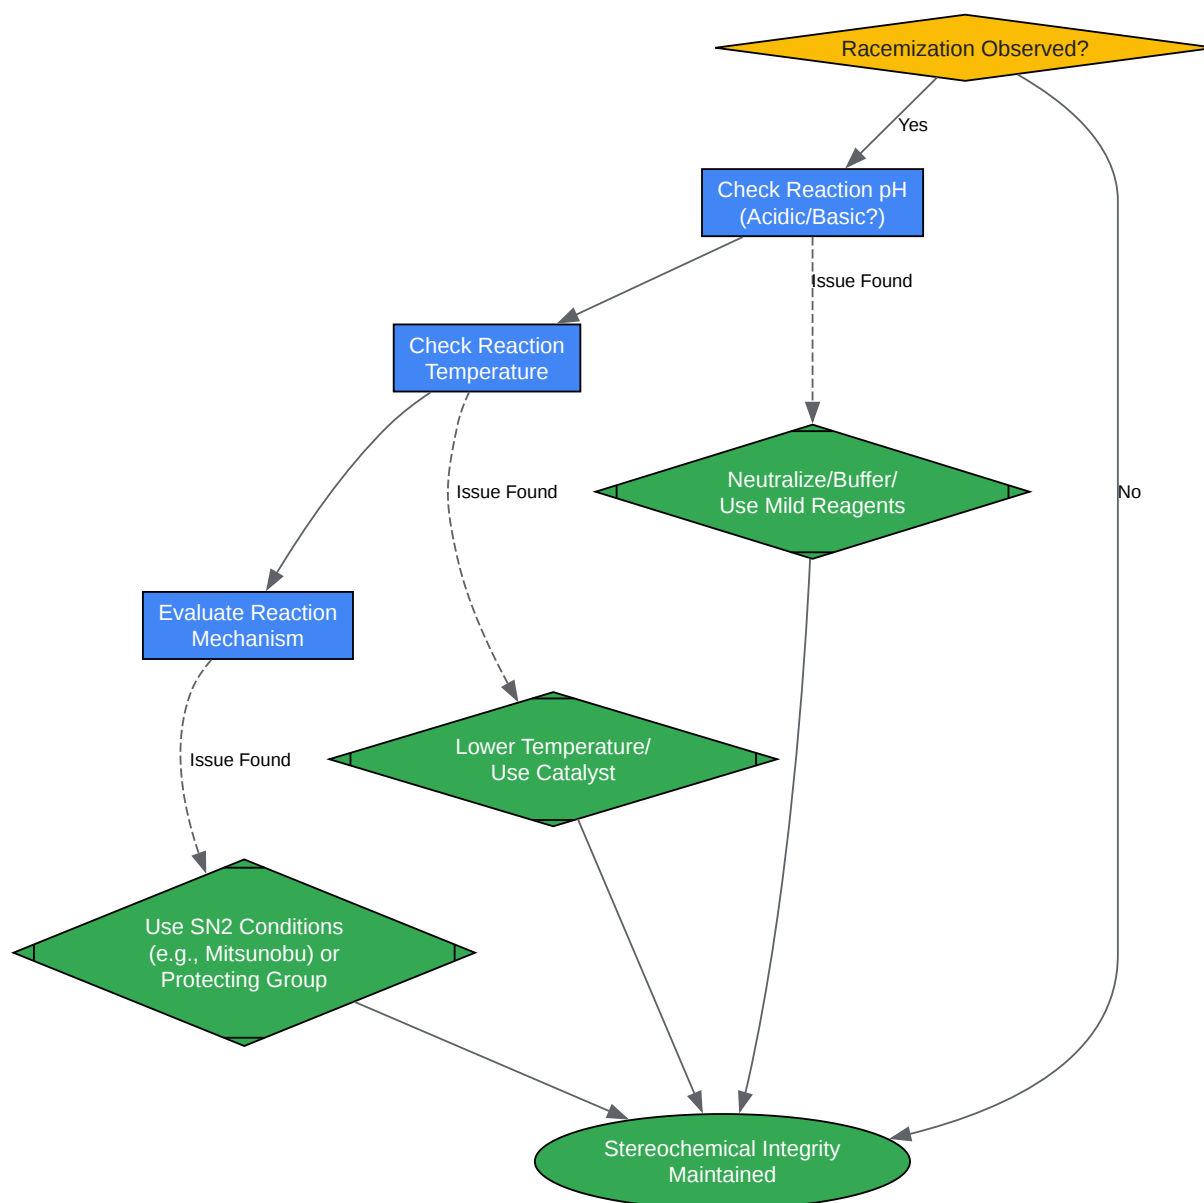 Racemization Observed?
Yes
Check Reaction pH
(Acidic/Basic?)
Issue Found
Check Reaction
Temperature
Neutralize/Buffer/
Use Mild Reagents
Issue Found
No
Evaluate Reaction
Mechanism
Issue Found
Lower Temperature/
Use Catalyst
Use SN2 Conditions
(e.g., Mitsunobu) or
Protecting Group
Stereochemical Integrity
Maintained